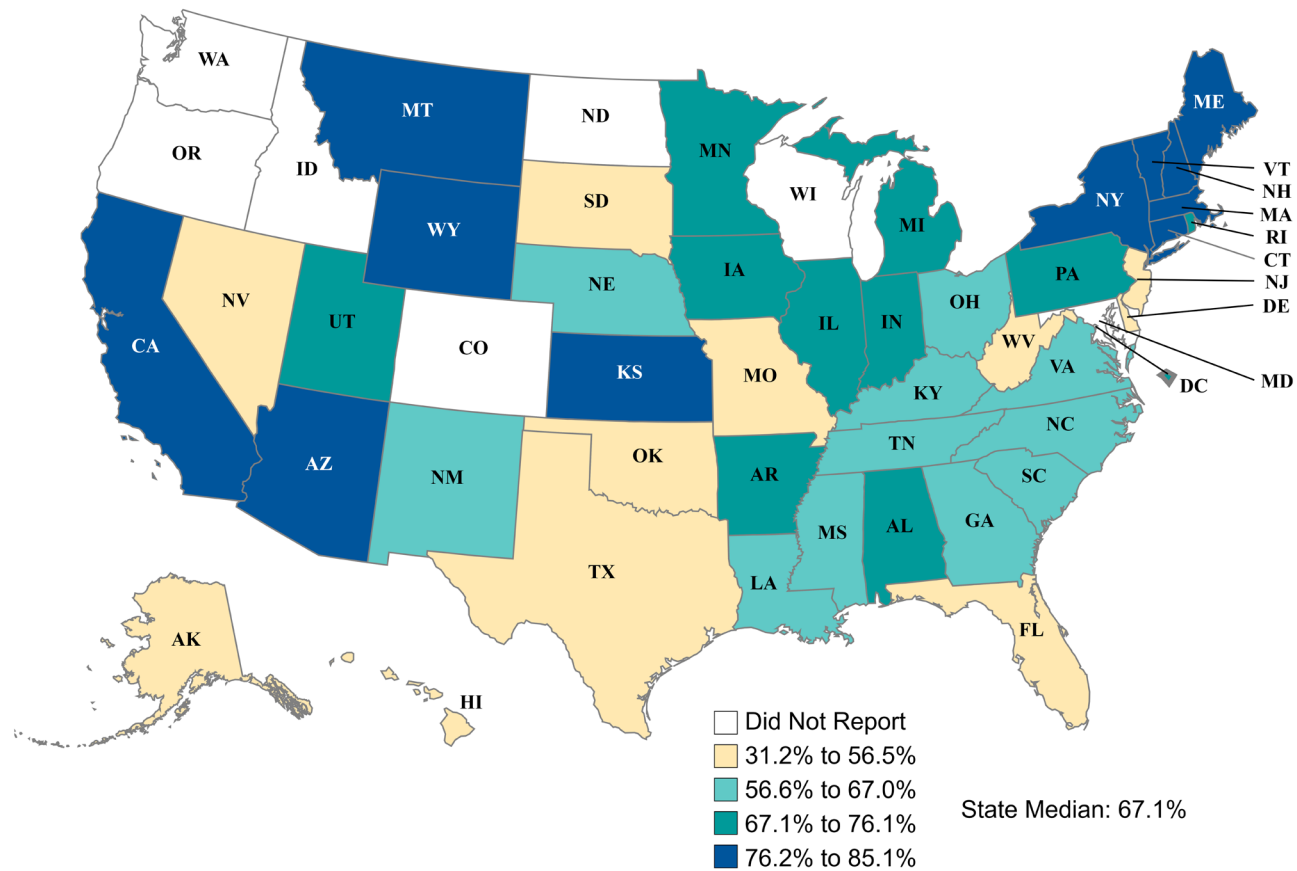 WA
MT
ME
ND
OR
MN
ID
VT
NH
WI
SD
NY
MA
MI
WY
RI
CT
IA
PA
NJ
NE
NV
OH
DE
UT
IL
IN
WV
CA
CO
VA
KS
MO
MD
DC
KY
NC
TN
OK
AZ
AR
NM
SC
GA
AL
MS
TX
LA
FL
AK
HI
Did Not Report
31.2% to 56.5%
56.6% to 67.0%
State Median: 67.1%
67.1% to 76.1%
76.2% to 85.1%